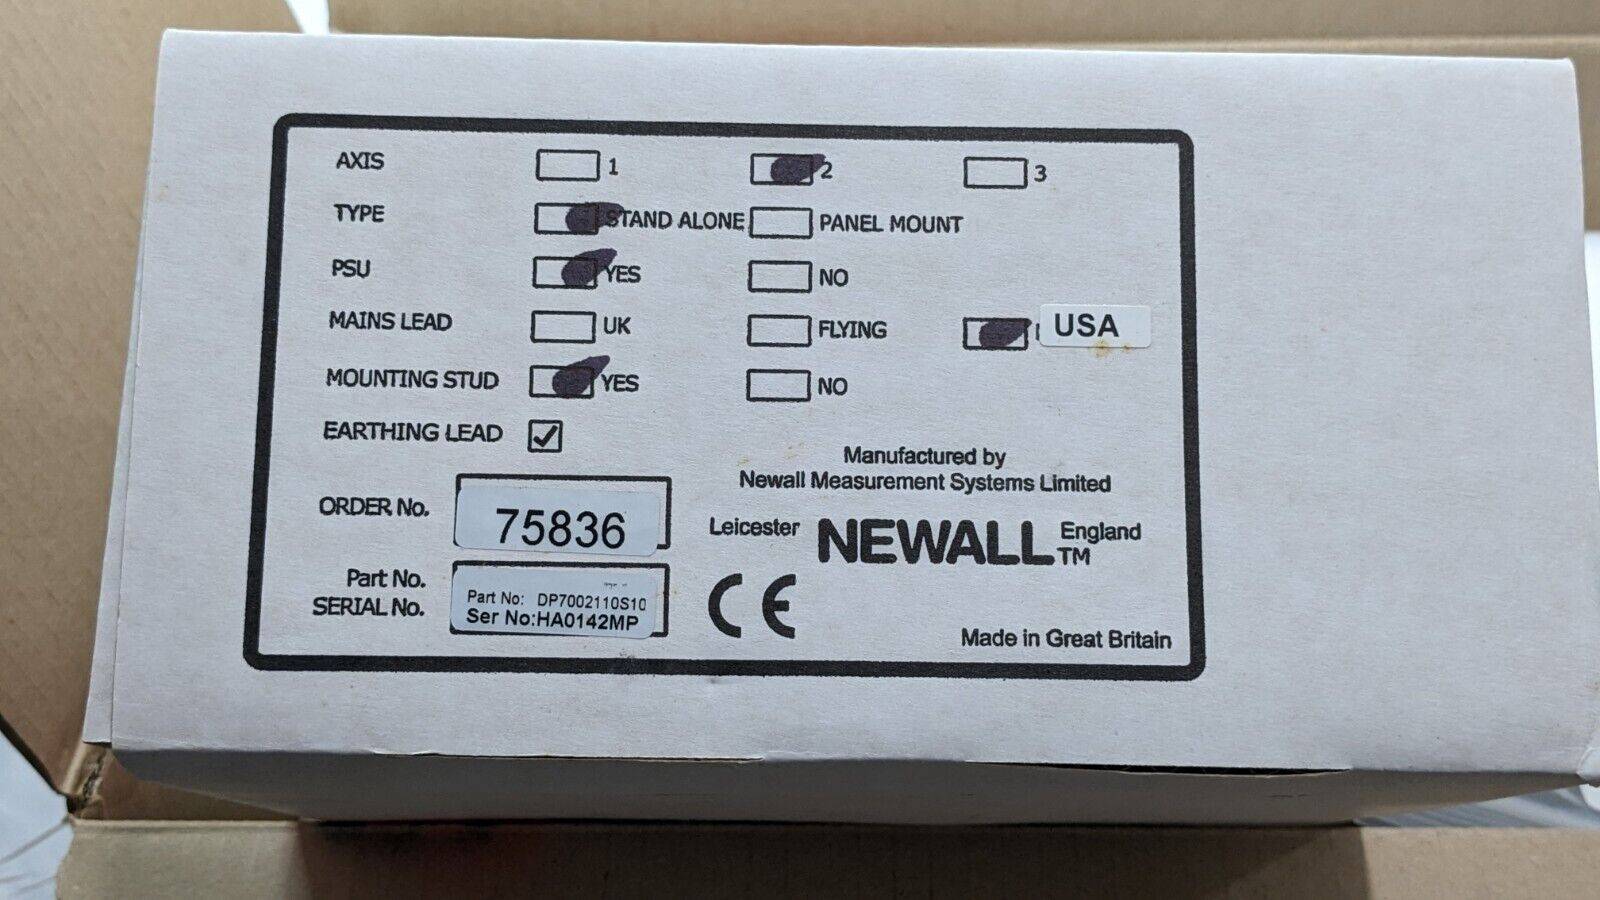 AXIS 1 2 3
TYPE STAND ALONE PANEL MOUNT
PSU YES NO
MAINS LEAD UK FLYING USA
MOUNTING STUD YES NO
EARTHING LEAD
ORDER No. 75836
Part No.
SERIAL No.
Part No: DP7002110S10
Ser No:HA0142MP
Manufactured by
Newall Measurement Systems Limited
Leicester NEWALL TM England
CE
Made in Great Britain